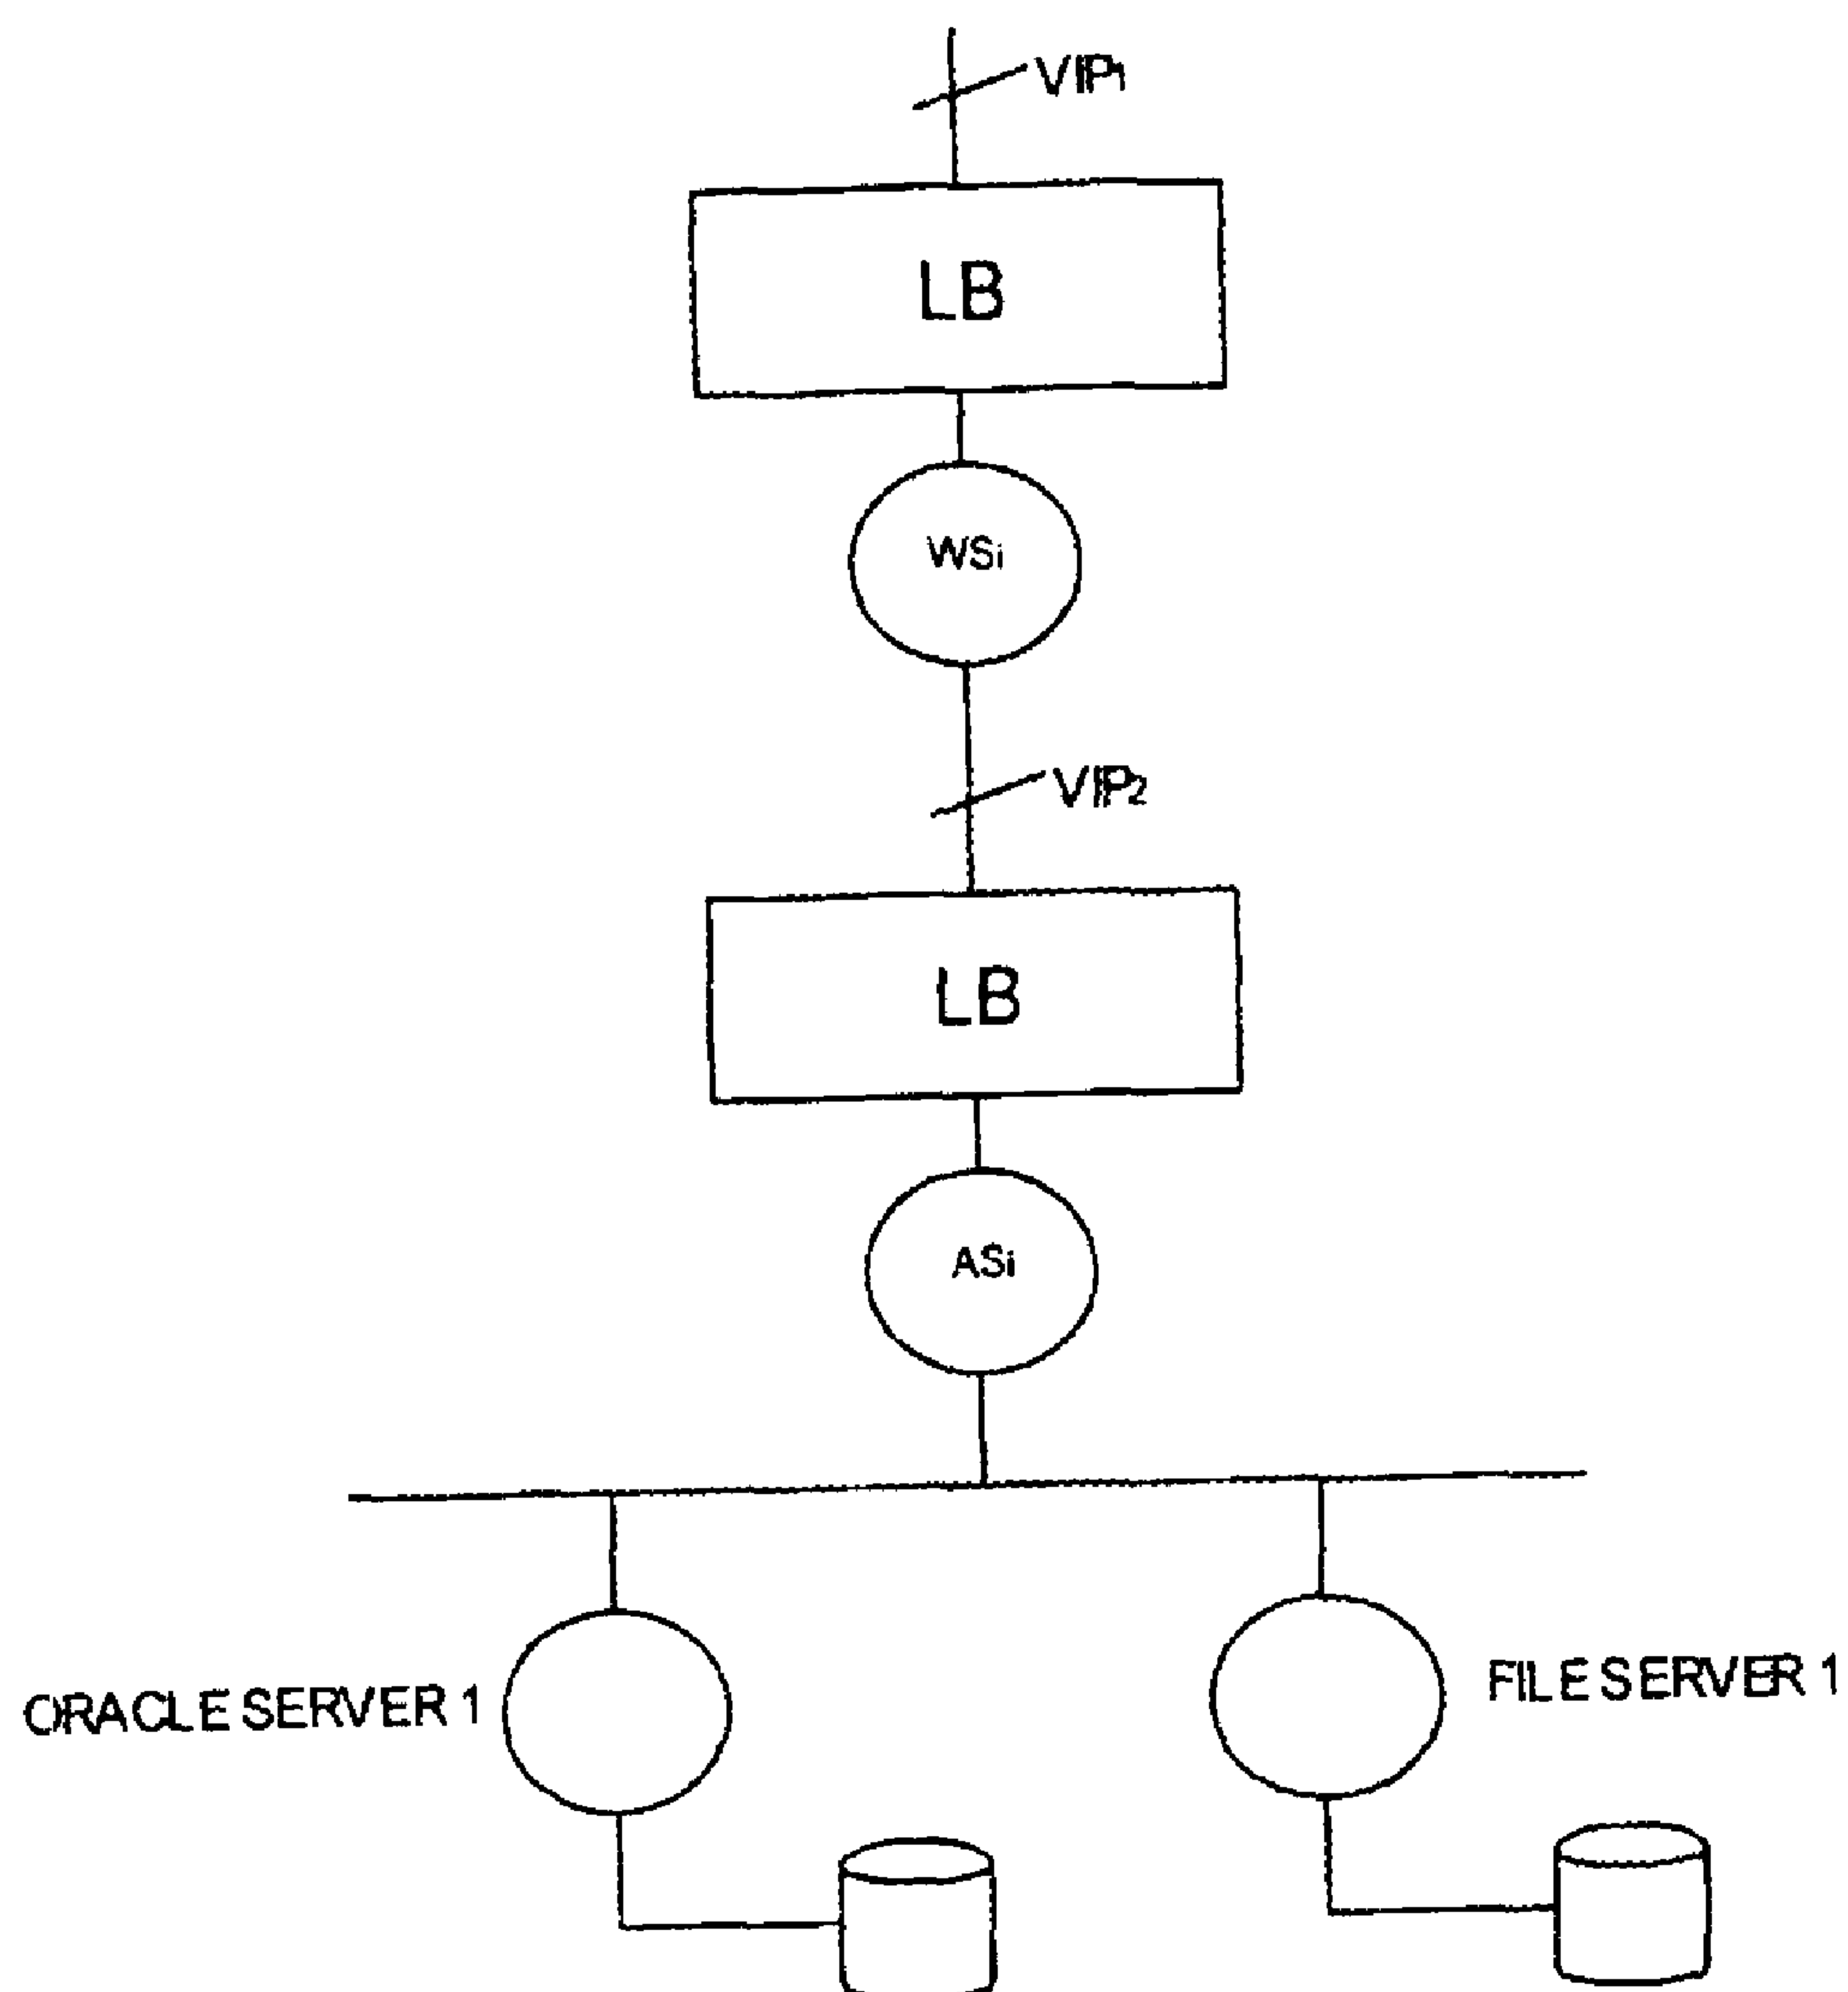 VIP1
LB
WSi
VIP2
LB
ASi
ORACLE SERVER 1
FILE SERVER 1